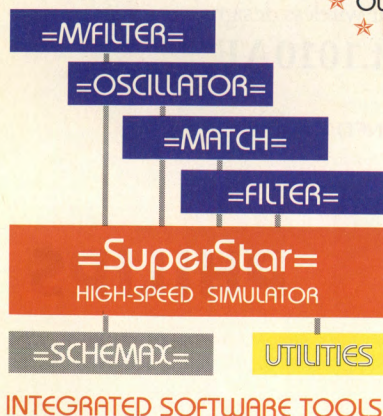 =M/FILTER=
=OSCILLATOR=
=MATCH=
=FILTER=
=SuperStar=
HIGH-SPEED SIMULATOR
=SCHEMAX=
UTILITIES
INTEGRATED SOFTWARE TOOLS